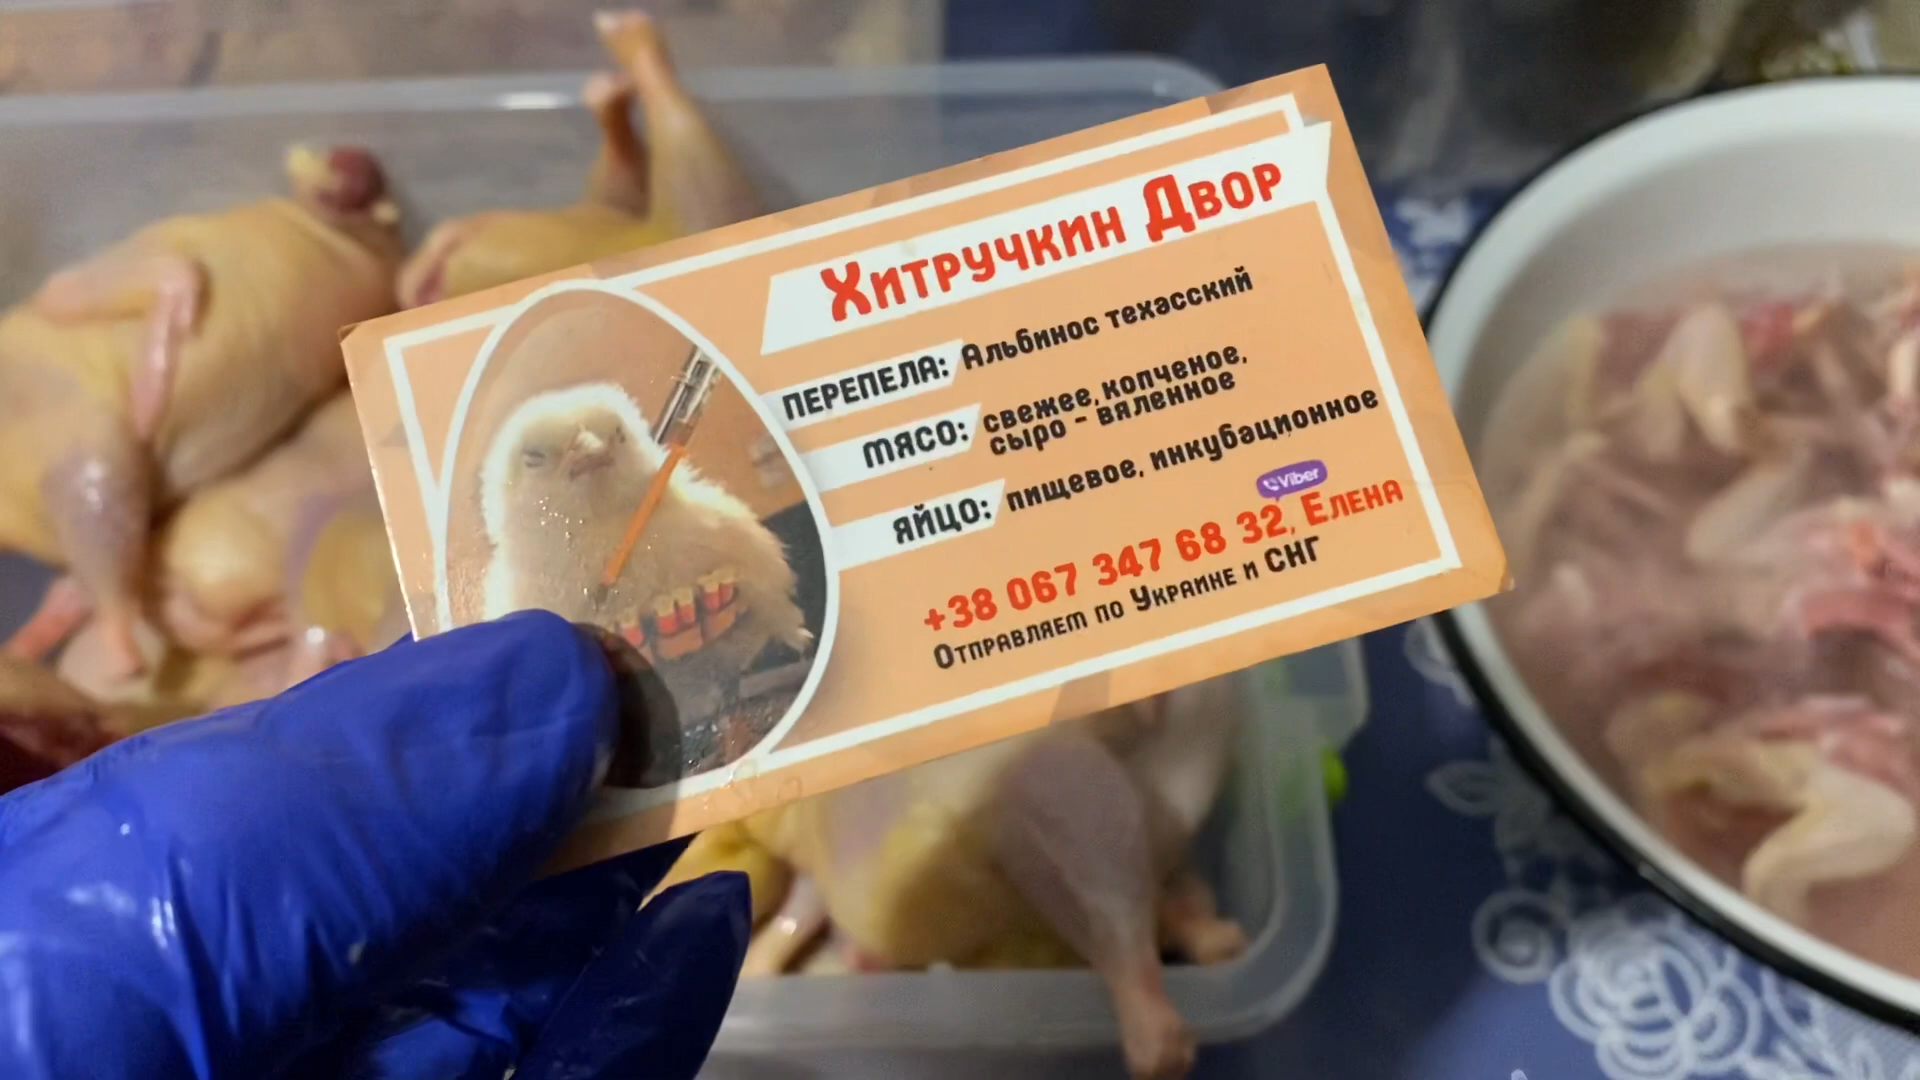 Хитручкин Двор
ПЕРЕПЕЛА: Альбинос техасский
МЯСО: свежее, копченое,
сыро - вяленное
ЯЙЦО: пищевое, инкубационное
Viber
+38 067 347 68 32, Елена
Отправляем по Украине и СНГ